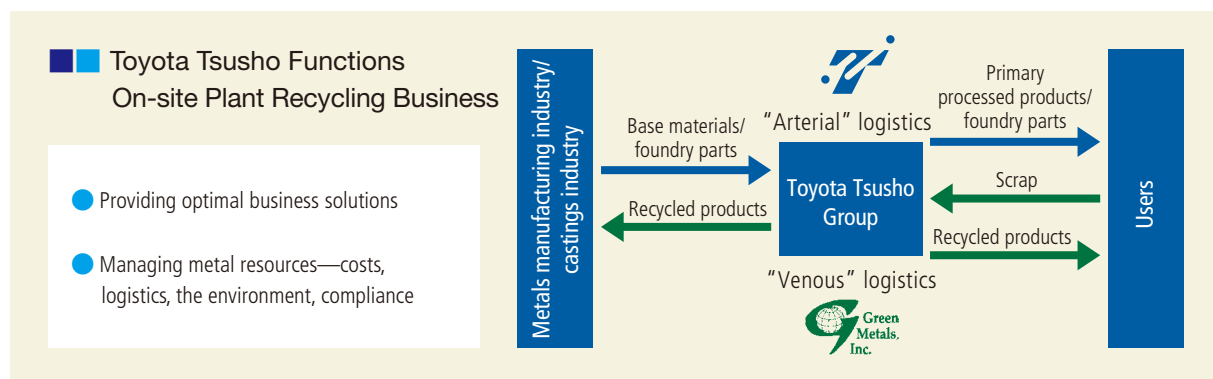 Toyota Tsusho Functions
On-site Plant Recycling Business
Providing optimal business solutions
Managing metal resources—costs,
logistics, the environment, compliance
Metals manufacturing industry/
castings industry
Base materials/
foundry parts
Recycled products
“Arterial” logistics
Toyota Tsusho
Group
“Venous” logistics
Green
Metals,
Inc.
Primary
processed products/
foundry parts
Scrap
Recycled products
Users